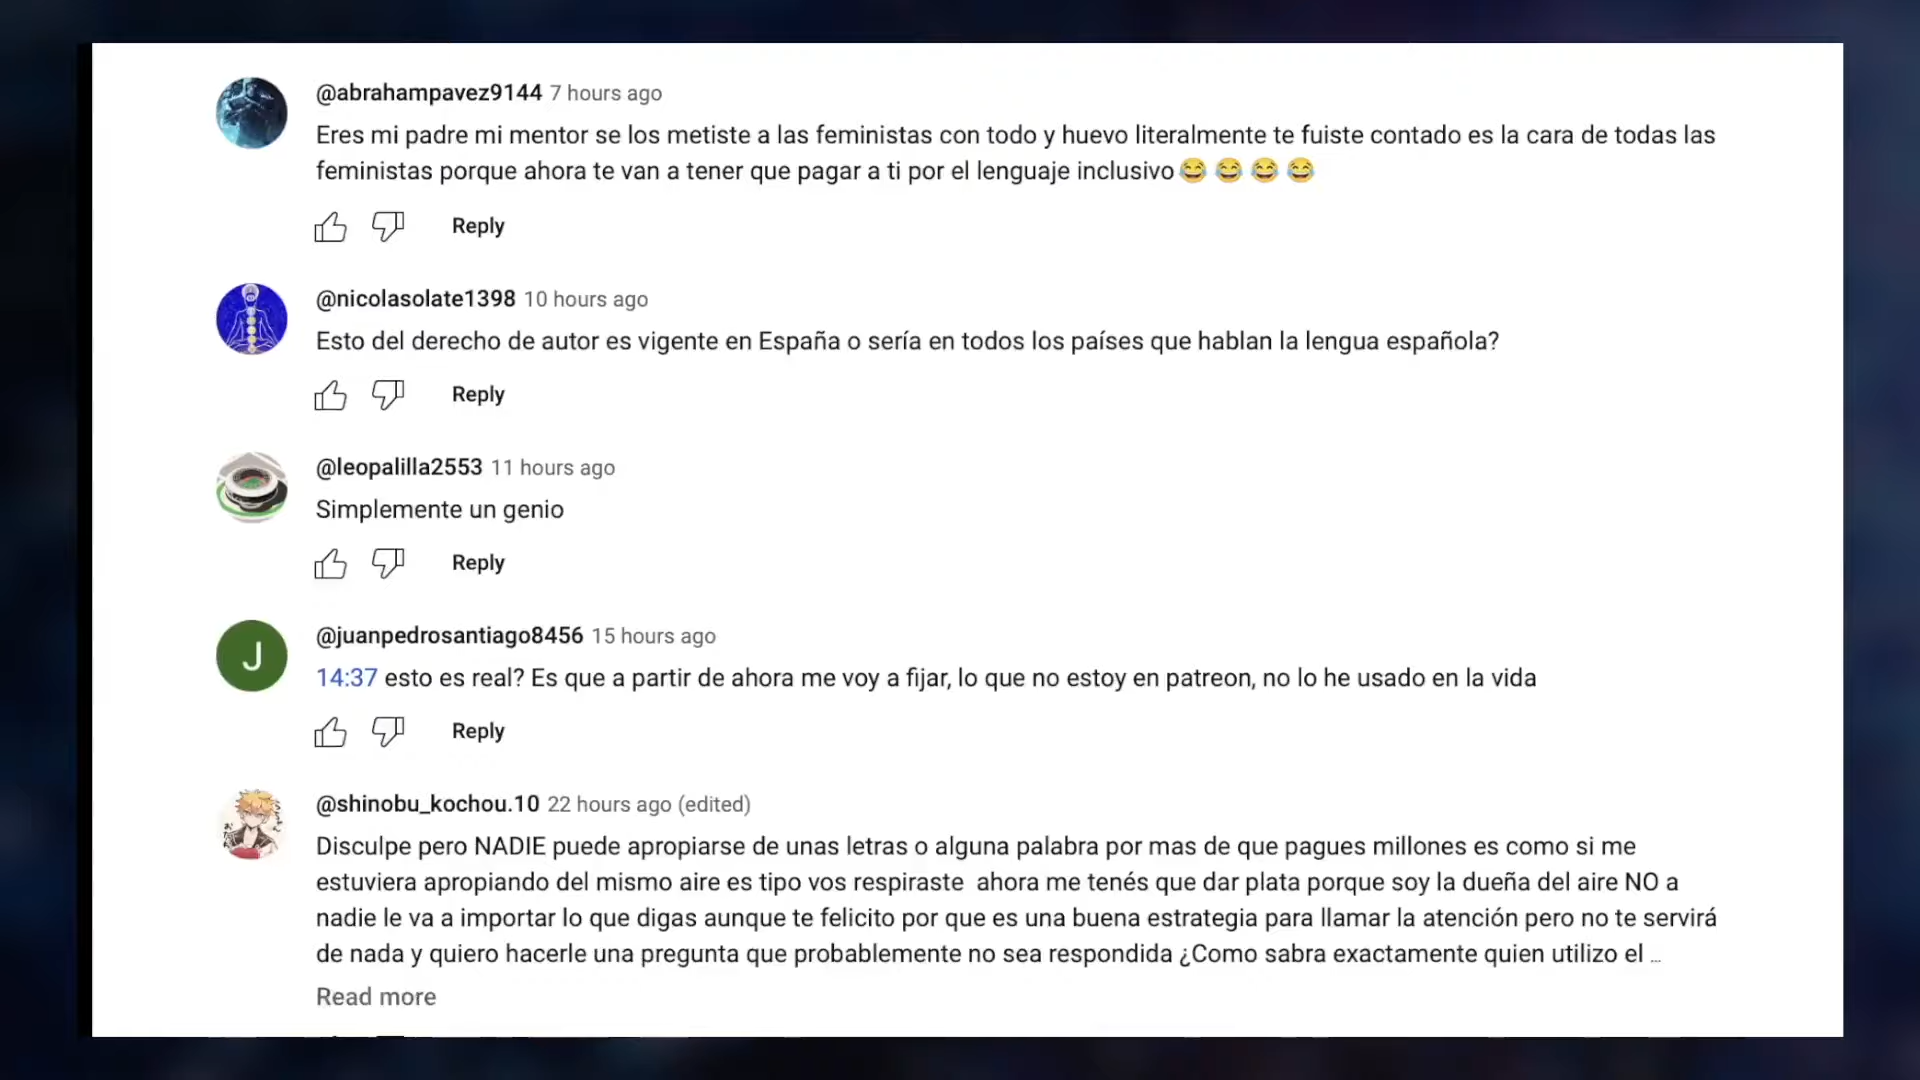 @abrahampavez9144 7 hours ago
Eres mi padre mi mentor se los metiste a las feministas con todo y huevo literalmente te fuiste contado es la cara de todas las
feministas porque ahora te van a tener que pagar a ti por el lenguaje inclusivo😂 😂 😂 😂
Reply
@nicolasolate1398 10 hours ago
Esto del derecho de autor es vigente en España o sería en todos los países que hablan la lengua española?
Reply
@leopalilla2553 11 hours ago
Simplemente un genio
Reply
J
@juanpedrosantiago8456 15 hours ago
14:37 esto es real? Es que a partir de ahora me voy a fijar, lo que no estoy en patreon, no lo he usado en la vida
Reply
@shinobu_kochou.10 22 hours ago (edited)
Disculpe pero NADIE puede apropiarse de unas letras o alguna palabra por mas de que pagues millones es como si me
estuviera apropiando del mismo aire es tipo vos respiraste  ahora me tenés que dar plata porque soy la dueña del aire NO a
nadie le va a importar lo que digas aunque te felicito por que es una buena estrategia para llamar la atención pero no te servirá
de nada y quiero hacerle una pregunta que probablemente no sea respondida ¿Como sabra exactamente quien utilizo el ...
Read more